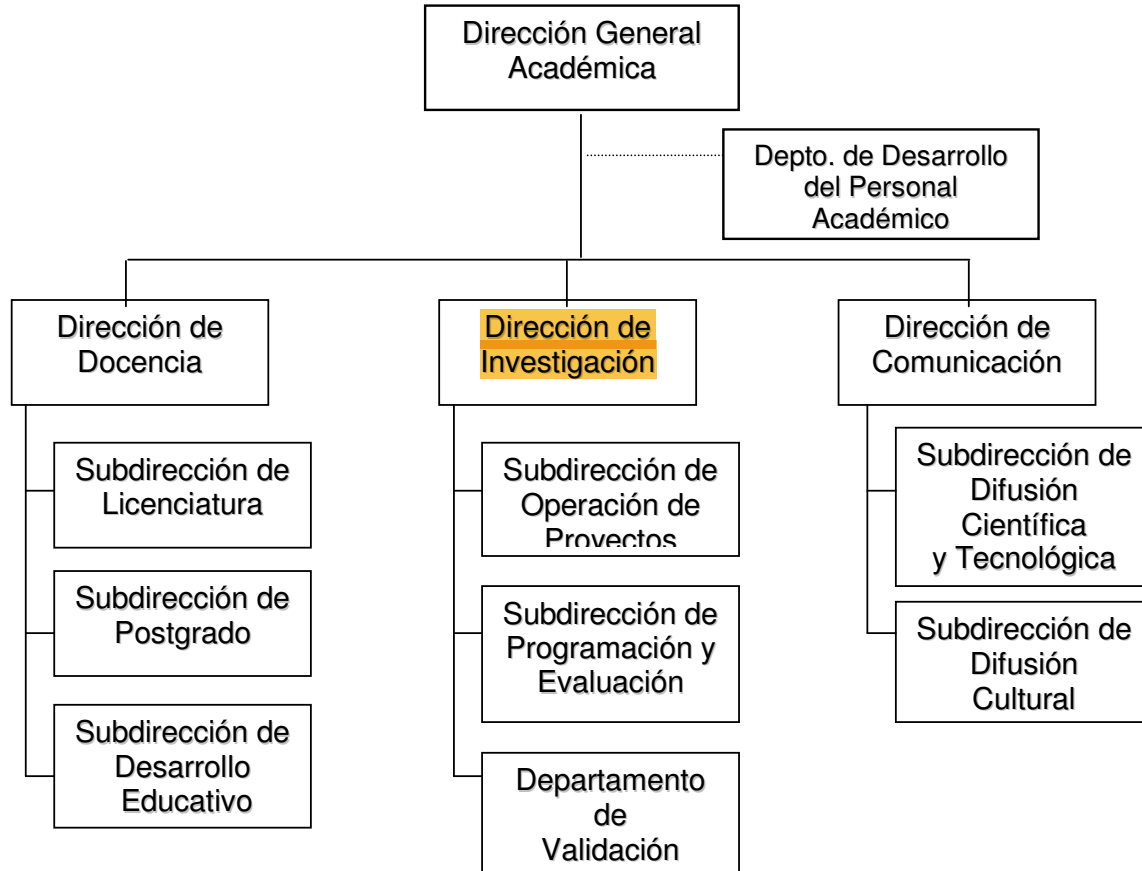 Dirección General
Académica
Depto. de Desarrollo
del Personal
Académico
Dirección de
Docencia
Dirección de
Investigación
Dirección de
Comunicación
Subdirección de
Licenciatura
Subdirección de
Postgrado
Subdirección de
Desarrollo
Educativo
Subdirección de
Operación de
Proyectos
Subdirección de
Programación y
Evaluación
Departamento
de
Validación
Subdirección de
Difusión
Científica
y Tecnológica
Subdirección de
Difusión
Cultural